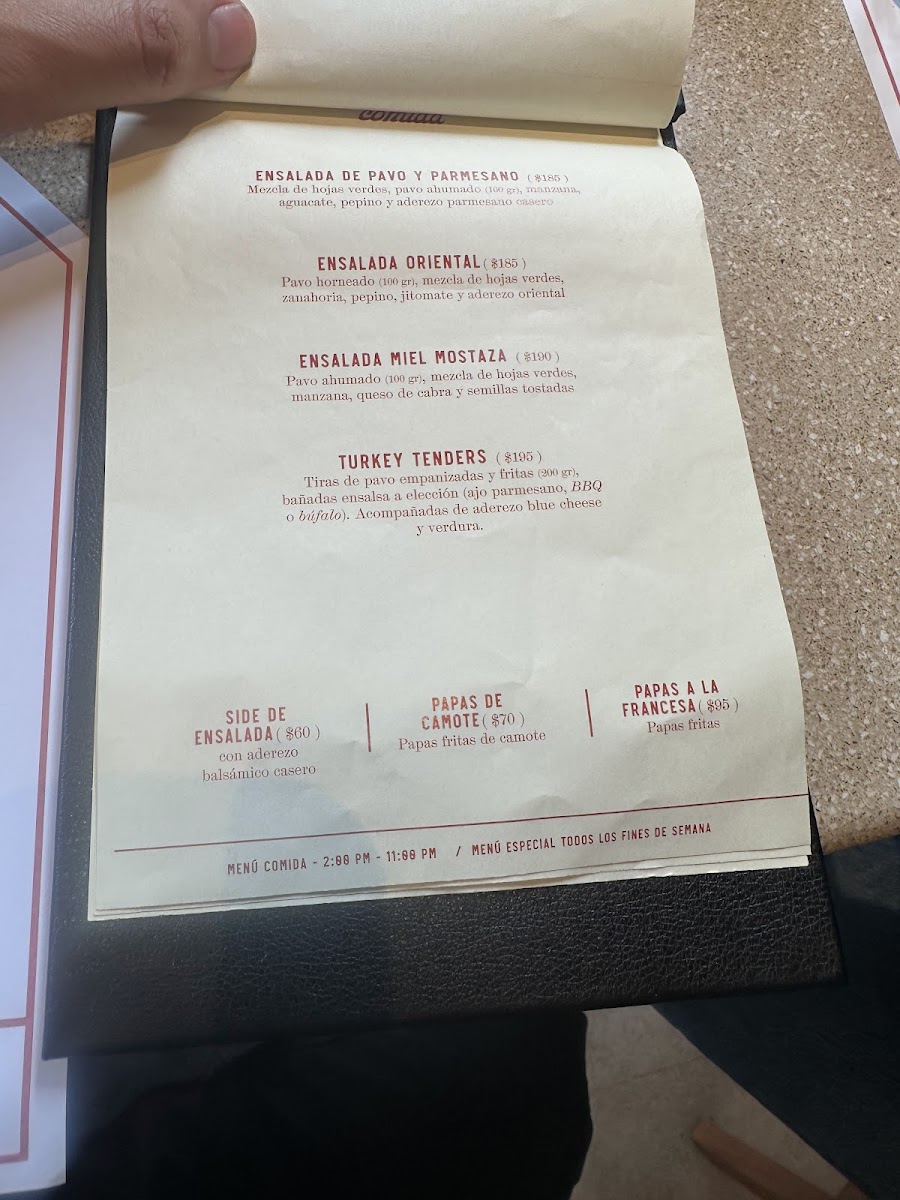 comida
ENSALADA DE PAVO Y PARMESANO ( $185 )
Mezcla de hojas verdes, pavo ahumado (100 gr), manzana,
aguacate, pepino y aderezo parmesano casero
ENSALADA ORIENTAL ( $185 )
Pavo horneado (100 gr), mezcla de hojas verdes,
zanahoria, pepino, jitomate y aderezo oriental
ENSALADA MIEL MOSTAZA ( $190 )
Pavo ahumado (100 gr), mezcla de hojas verdes,
manzana, queso de cabra y semillas tostadas
TURKEY TENDERS ( $195 )
Tiras de pavo empanizadas y fritas (200 gr),
bañadas ensalsa a elección (ajo parmesano, BBQ
o búfalo). Acompañadas de aderezo blue cheese
y verdura.
SIDE DE
ENSALADA ( $60 )
con aderezo
balsámico casero
PAPAS DE
CAMOTE ( $70 )
Papas fritas de camote
PAPAS A LA
FRANCESA ( $95 )
Papas fritas
MENÚ COMIDA - 2:00 PM - 11:00 PM / MENÚ ESPECIAL TODOS LOS FINES DE SEMANA